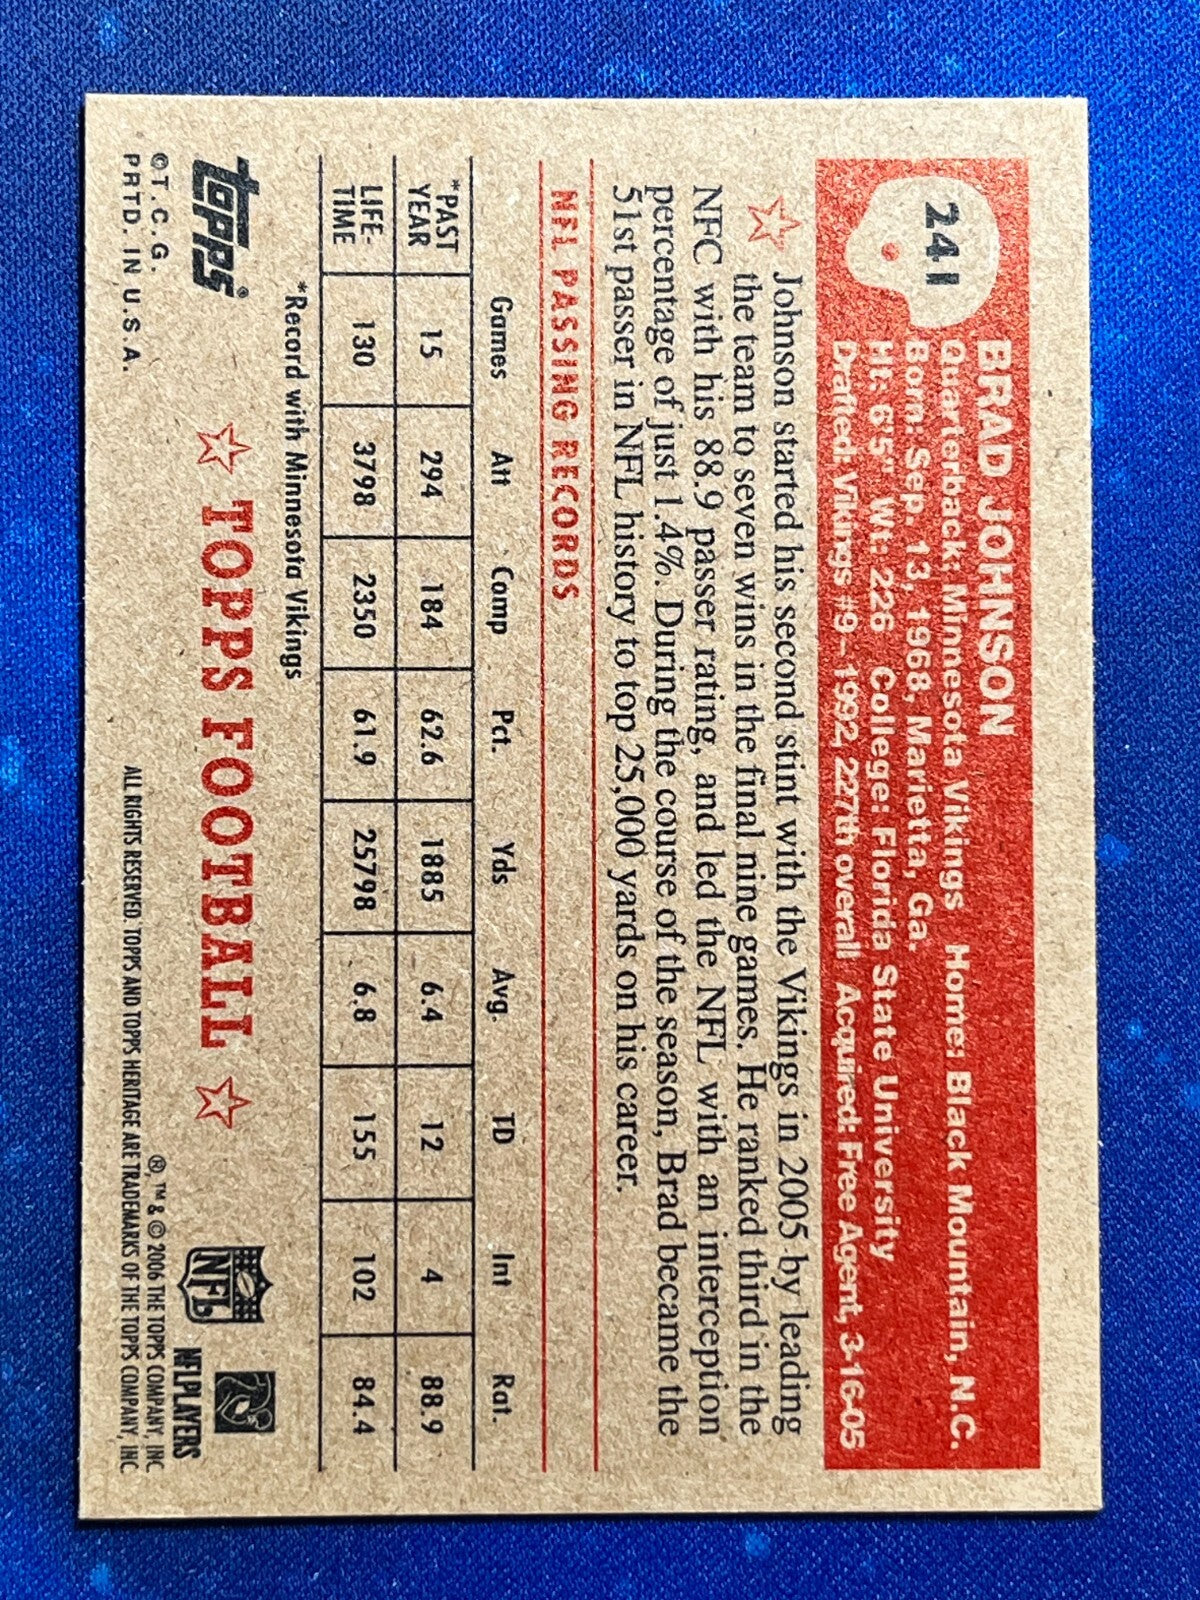 241
BRAD JOHNSON
Quarterback: Minnesota Vikings Home: Black Mountain, N.C.
Born: Sep. 13, 1968, Marietta, Ga.
Ht: 6'5" Wt: 226 College: Florida State University
Drafted: Vikings #9–1992, 227th overall Acquired: Free Agent, 3-16-05
Johnson started his second stint with the Vikings in 2005 by leading
the team to seven wins in the final nine games. He ranked third in the
NFC with his 88.9 passer rating, and led the NFL with an interception
percentage of just 1.4%. During the course of the season, Brad became the
51st passer in NFL history to top 25,000 yards on his career.
NFL PASSING RECORDS
Games Att Comp Pct. Yds Avg. TD Int Rat.
*PAST YEAR 15 294 184 62.6 1885 6.4 12 4 88.9
LIFE-TIME 130 3798 2350 61.9 25798 6.8 155 102 84.4
*Record with Minnesota Vikings
topps®
TOPPS FOOTBALL
NFL
NFLPLAYERS
©T.C.G.
PRTD. IN U.S.A.
®, ™ & © 2006 THE TOPPS COMPANY, INC.
ALL RIGHTS RESERVED. TOPPS AND TOPPS HERITAGE ARE TRADEMARKS OF THE TOPPS COMPANY, INC.